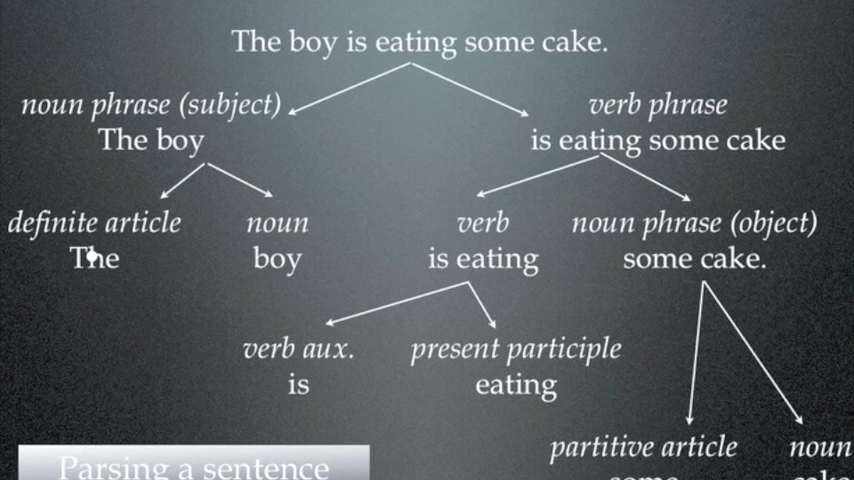 The boy is eating some cake.
noun phrase (subject)
The boy
verb phrase
is eating some cake
definite article
The
noun
boy
verb
is eating
noun phrase (object)
some cake.
verb aux.
is
present participle
eating
partitive article
some
noun
cake
Parsing a sentence